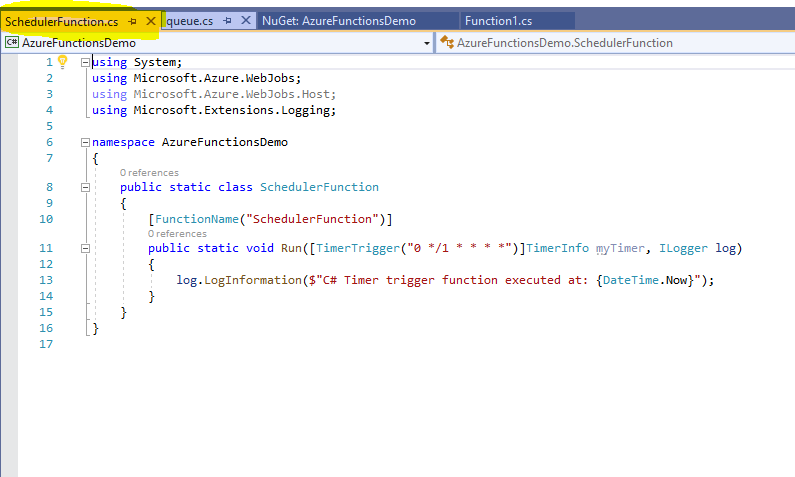 SchedulerFunction.cs queue.cs NuGet: AzureFunctionsDemo Function1.cs
C# AzureFunctionsDemo AzureFunctionsDemo.SchedulerFunction
1 using System;
2 using Microsoft.Azure.WebJobs;
3 using Microsoft.Azure.WebJobs.Host;
4 using Microsoft.Extensions.Logging;
5
6 namespace AzureFunctionsDemo
7 {
0 references
8 public static class SchedulerFunction
9 {
10 [FunctionName("SchedulerFunction")]
0 references
11 public static void Run([TimerTrigger("0 */1 * * * *")]TimerInfo myTimer, ILogger log)
12 {
13 log.LogInformation($"C# Timer trigger function executed at: {DateTime.Now}");
14 }
15 }
16 }
17